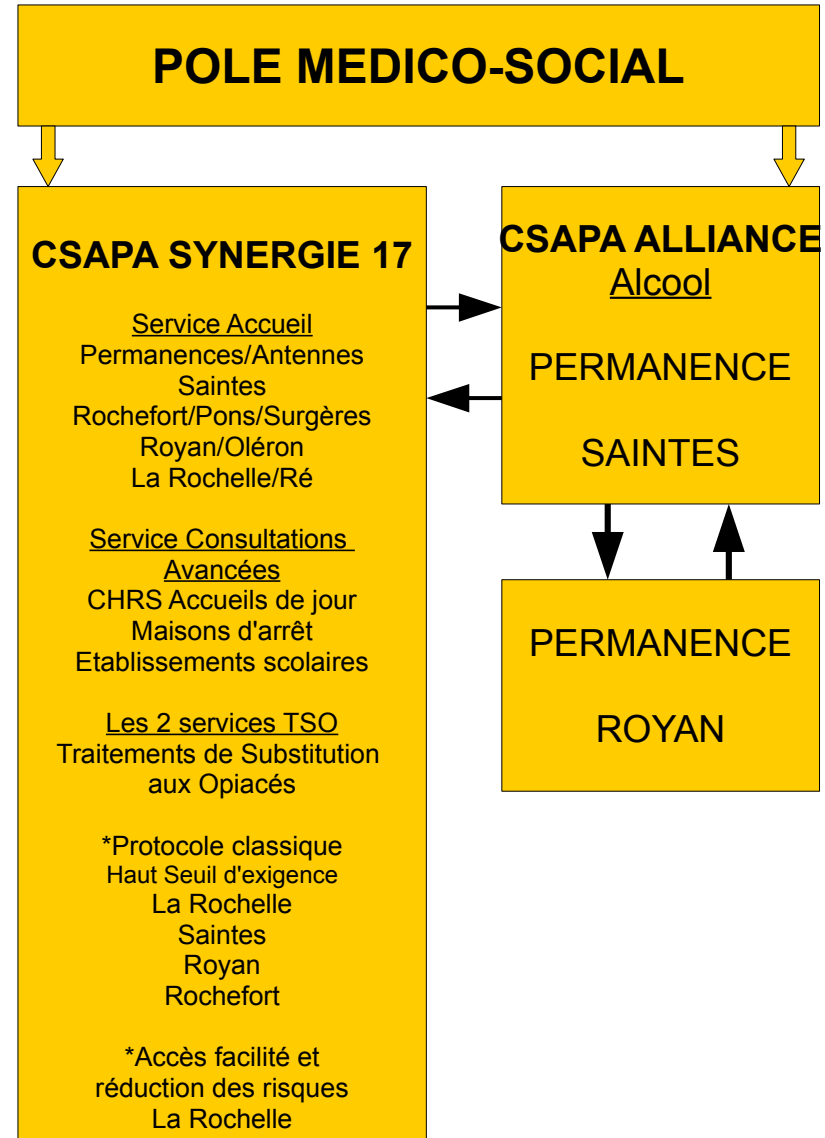 POLE MEDICO-SOCIAL
CSAPA SYNERGIE 17
Service Accueil
Permanences/Antennes
Saintes
Rochefort/Pons/Surgères
Royan/Oléron
La Rochelle/Ré
Service Consultations
Avancées
CHRS Accueils de jour
Maisons d'arrêt
Etablissements scolaires
Les 2 services TSO
Traitements de Substitution
aux Opiacés
*Protocole classique
Haut Seuil d'exigence
La Rochelle
Saintes
Royan
Rochefort
*Accès facilité et
réduction des risques
La Rochelle
CSAPA ALLIANCE
Alcool
PERMANENCE
SAINTES
PERMANENCE
ROYAN